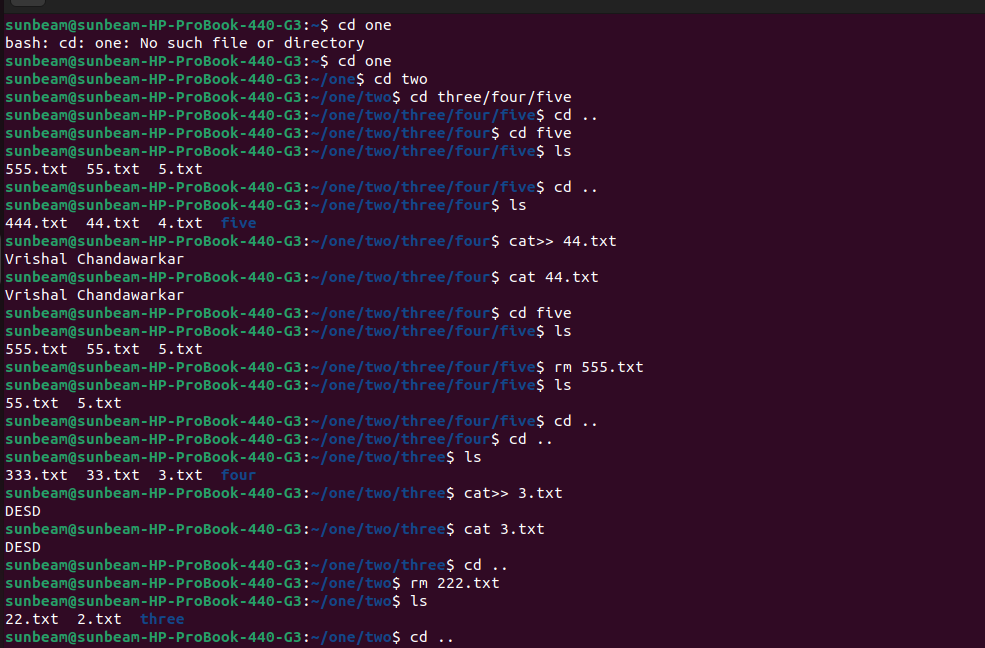 sunbeam@sunbeam-HP-ProBook-440-G3:~$ cd one
bash: cd: one: No such file or directory
sunbeam@sunbeam-HP-ProBook-440-G3:~$ cd one
sunbeam@sunbeam-HP-ProBook-440-G3:~/one$ cd two
sunbeam@sunbeam-HP-ProBook-440-G3:~/one/two$ cd three/four/five
sunbeam@sunbeam-HP-ProBook-440-G3:~/one/two/three/four/five$ cd ..
sunbeam@sunbeam-HP-ProBook-440-G3:~/one/two/three/four$ cd five
sunbeam@sunbeam-HP-ProBook-440-G3:~/one/two/three/four/five$ ls
555.txt  55.txt  5.txt
sunbeam@sunbeam-HP-ProBook-440-G3:~/one/two/three/four/five$ cd ..
sunbeam@sunbeam-HP-ProBook-440-G3:~/one/two/three/four$ ls
444.txt  44.txt  4.txt  five
sunbeam@sunbeam-HP-ProBook-440-G3:~/one/two/three/four$ cat>> 44.txt
Vrishal Chandawarkar
sunbeam@sunbeam-HP-ProBook-440-G3:~/one/two/three/four$ cat 44.txt
Vrishal Chandawarkar
sunbeam@sunbeam-HP-ProBook-440-G3:~/one/two/three/four$ cd five
sunbeam@sunbeam-HP-ProBook-440-G3:~/one/two/three/four/five$ ls
555.txt  55.txt  5.txt
sunbeam@sunbeam-HP-ProBook-440-G3:~/one/two/three/four/five$ rm 555.txt
sunbeam@sunbeam-HP-ProBook-440-G3:~/one/two/three/four/five$ ls
55.txt  5.txt
sunbeam@sunbeam-HP-ProBook-440-G3:~/one/two/three/four/five$ cd ..
sunbeam@sunbeam-HP-ProBook-440-G3:~/one/two/three/four$ cd ..
sunbeam@sunbeam-HP-ProBook-440-G3:~/one/two/three$ ls
333.txt  33.txt  3.txt  four
sunbeam@sunbeam-HP-ProBook-440-G3:~/one/two/three$ cat>> 3.txt
DESD
sunbeam@sunbeam-HP-ProBook-440-G3:~/one/two/three$ cat 3.txt
DESD
sunbeam@sunbeam-HP-ProBook-440-G3:~/one/two/three$ cd ..
sunbeam@sunbeam-HP-ProBook-440-G3:~/one/two$ rm 222.txt
sunbeam@sunbeam-HP-ProBook-440-G3:~/one/two$ ls
22.txt  2.txt  three
sunbeam@sunbeam-HP-ProBook-440-G3:~/one/two$ cd ..